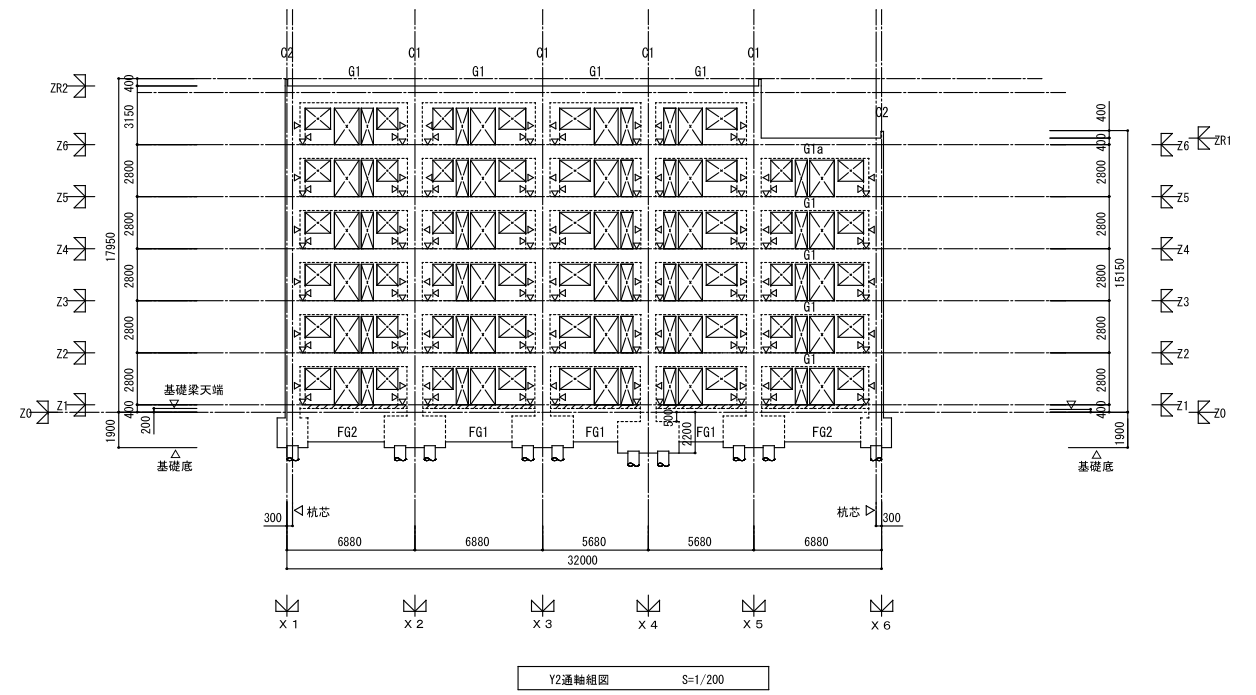 C2 C1 C1 C1 C1
G1 G1 G1 G1
ZR2
400
3150
C2
400
400
ZR1
Z6
G1a
Z6
2800
2800
Z5
Z5
G1
2800
2800
Z4
Z4
G1
17950
15150
2800
2800
Z3
Z3
G1
2800
2800
Z2
Z2
G1
2800
2800
基礎梁天端
Z1
Z1
Z0
400
400
Z0
1900
200
500
2200
1900
FG2 FG1 FG1 FG1 FG2
基礎底
基礎底
300
杭芯
杭芯
300
6880 6880 5680 5680 6880
32000
X1 X2 X3 X4 X5 X6
Y2通軸組図 S=1/200